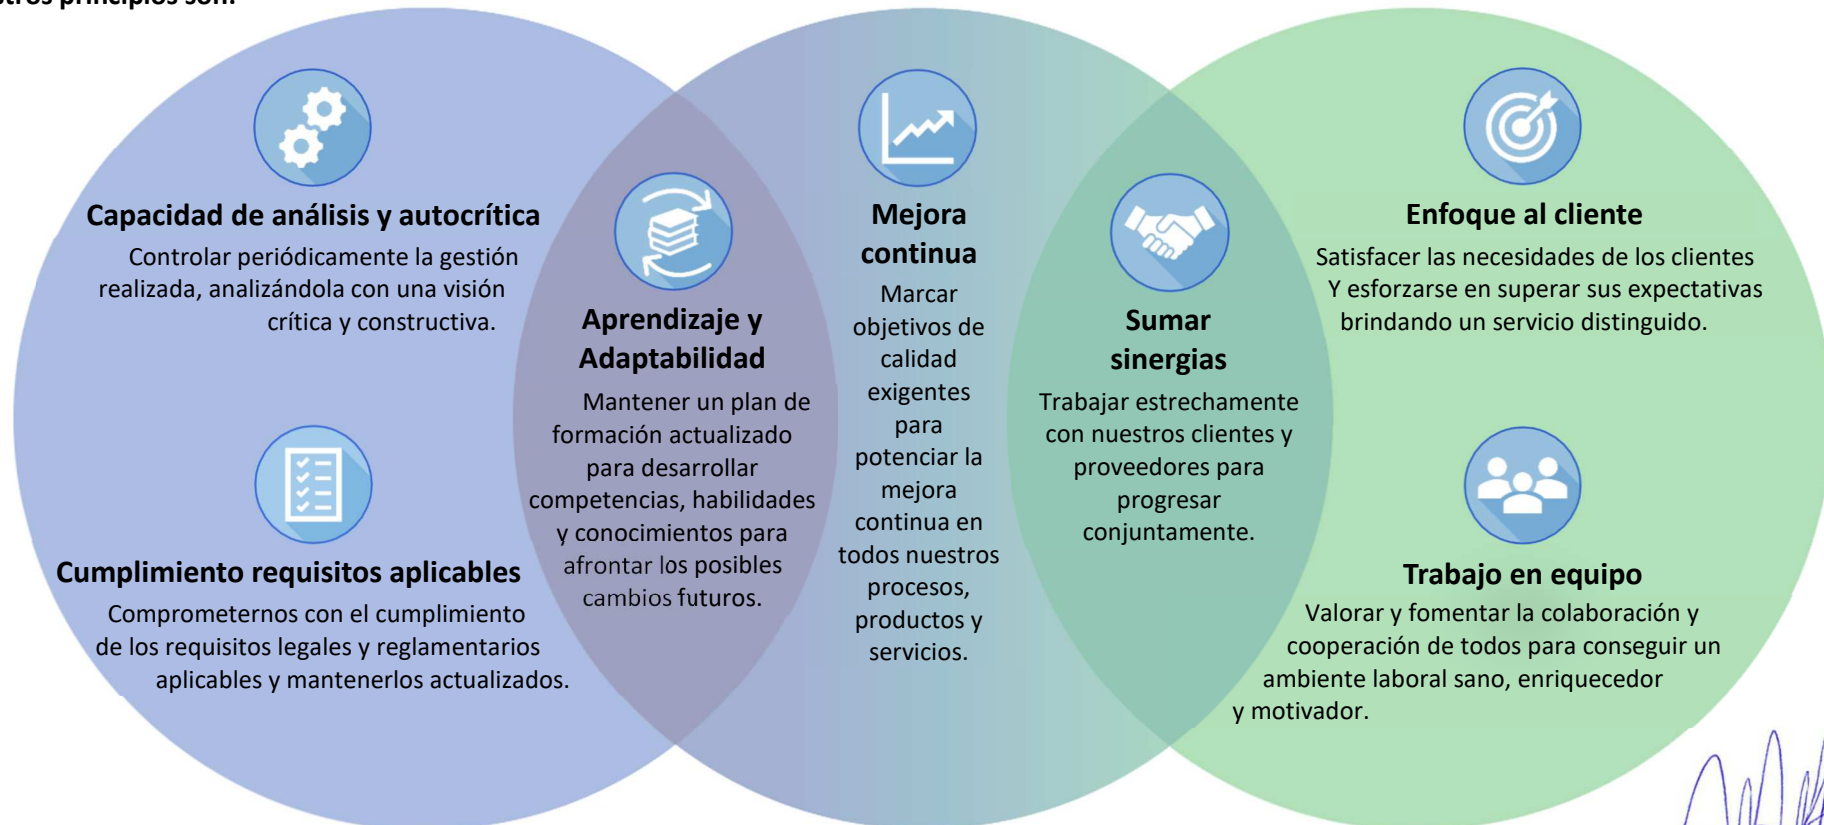 stros principios son:
Capacidad de análisis y autocrítica
Controlar periódicamente la gestión
realizada, analizándola con una visión
crítica y constructiva.
Cumplimiento requisitos aplicables
Comprometernos con el cumplimiento
de los requisitos legales y reglamentarios
aplicables y mantenerlos actualizados.
Aprendizaje y
Adaptabilidad
Mantener un plan de
formación actualizado
para desarrollar
competencias, habilidades
y conocimientos para
afrontar los posibles
cambios futuros.
Mejora
continua
Marcar
objetivos de
calidad
exigentes
para
potenciar la
mejora
continua en
todos nuestros
procesos,
productos y
servicios.
Sumar
sinergias
Trabajar estrechamente
con nuestros clientes y
proveedores para
progresar
conjuntamente.
Enfoque al cliente
Satisfacer las necesidades de los clientes
Y esforzarse en superar sus expectativas
brindando un servicio distinguido.
Trabajo en equipo
Valorar y fomentar la colaboración y
cooperación de todos para conseguir un
ambiente laboral sano, enriquecedor
y motivador.